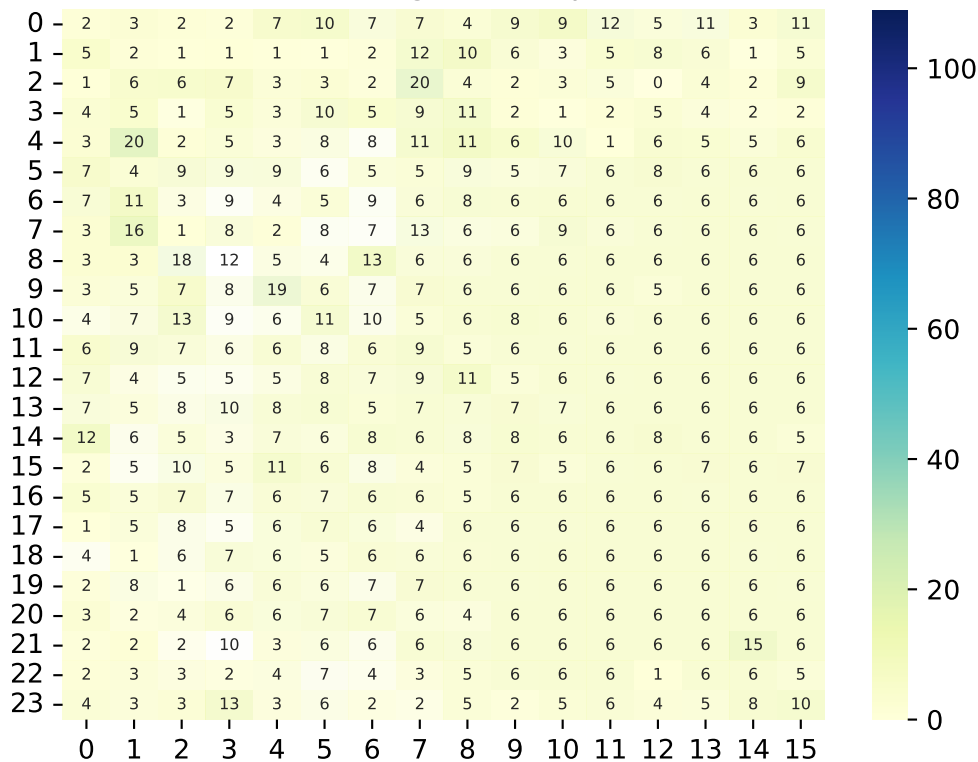 0 2 3 2 2 7 10 7 7 4 9 9 12 5 11 3 11
1 5 2 1 1 1 1 2 12 10 6 3 5 8 6 1 5
2 1 6 6 7 3 3 2 20 4 2 3 5 0 4 2 9
3 4 5 1 5 3 10 5 9 11 2 1 2 5 4 2 2
4 3 20 2 5 3 8 8 11 11 6 10 1 6 5 5 6
5 7 4 9 9 9 6 5 5 9 5 7 6 8 6 6 6
6 7 11 3 9 4 5 9 6 8 6 6 6 6 6 6 6
7 3 16 1 8 2 8 7 13 6 6 9 6 6 6 6 6
8 3 3 18 12 5 4 13 6 6 6 6 6 6 6 6 6
9 3 5 7 8 19 6 7 7 6 6 6 6 5 6 6 6
10 4 7 13 9 6 11 10 5 6 8 6 6 6 6 6 6
11 6 9 7 6 6 8 6 9 5 6 6 6 6 6 6 6
12 7 4 5 5 5 8 7 9 11 5 6 6 6 6 6 6
13 7 5 8 10 8 8 5 7 7 7 7 6 6 6 6 6
14 12 6 5 3 7 6 8 6 8 8 6 6 8 6 6 5
15 2 5 10 5 11 6 8 4 5 7 5 6 6 7 6 7
16 5 5 7 7 6 7 6 6 5 6 6 6 6 6 6 6
17 1 5 8 5 6 7 6 4 6 6 6 6 6 6 6 6
18 4 1 6 7 6 5 6 6 6 6 6 6 6 6 6 6
19 2 8 1 6 6 6 7 7 6 6 6 6 6 6 6 6
20 3 2 4 6 6 7 7 6 4 6 6 6 6 6 6 6
21 2 2 2 10 3 6 6 6 8 6 6 6 6 6 15 6
22 2 3 3 2 4 7 4 3 5 6 6 6 1 6 6 5
23 4 3 3 13 3 6 2 2 5 2 5 6 4 5 8 10
0 1 2 3 4 5 6 7 8 9 10 11 12 13 14 15
100
80
60
40
20
0